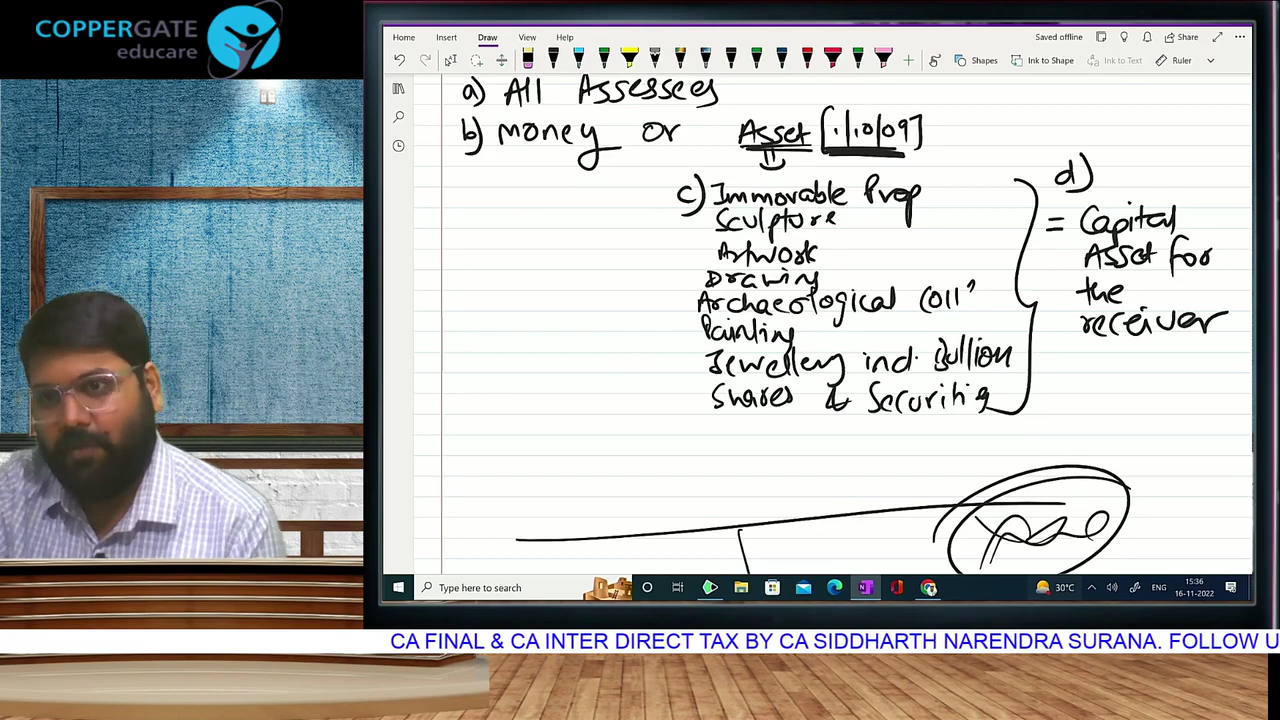 COPPERGATE
educare
Home Insert Draw View Help
Saved offline
Share
Shapes
Ink to Shape
Ink to Text
Ruler
a) All Assessees
b) money or Asset [1/10/09]
c) Immovable Prop
Sculpture
Artwork
Drawing
Archaeological Coll'
Painting
Jewellery incl. Bullion
Shares & Securities
d)
= Capital
Asset for
the
receiver
Type here to search
30°C
ENG
15:36
16-11-2022
CA FINAL & CA INTER DIRECT TAX BY CA SIDDHARTH NARENDRA SURANA. FOLLOW U